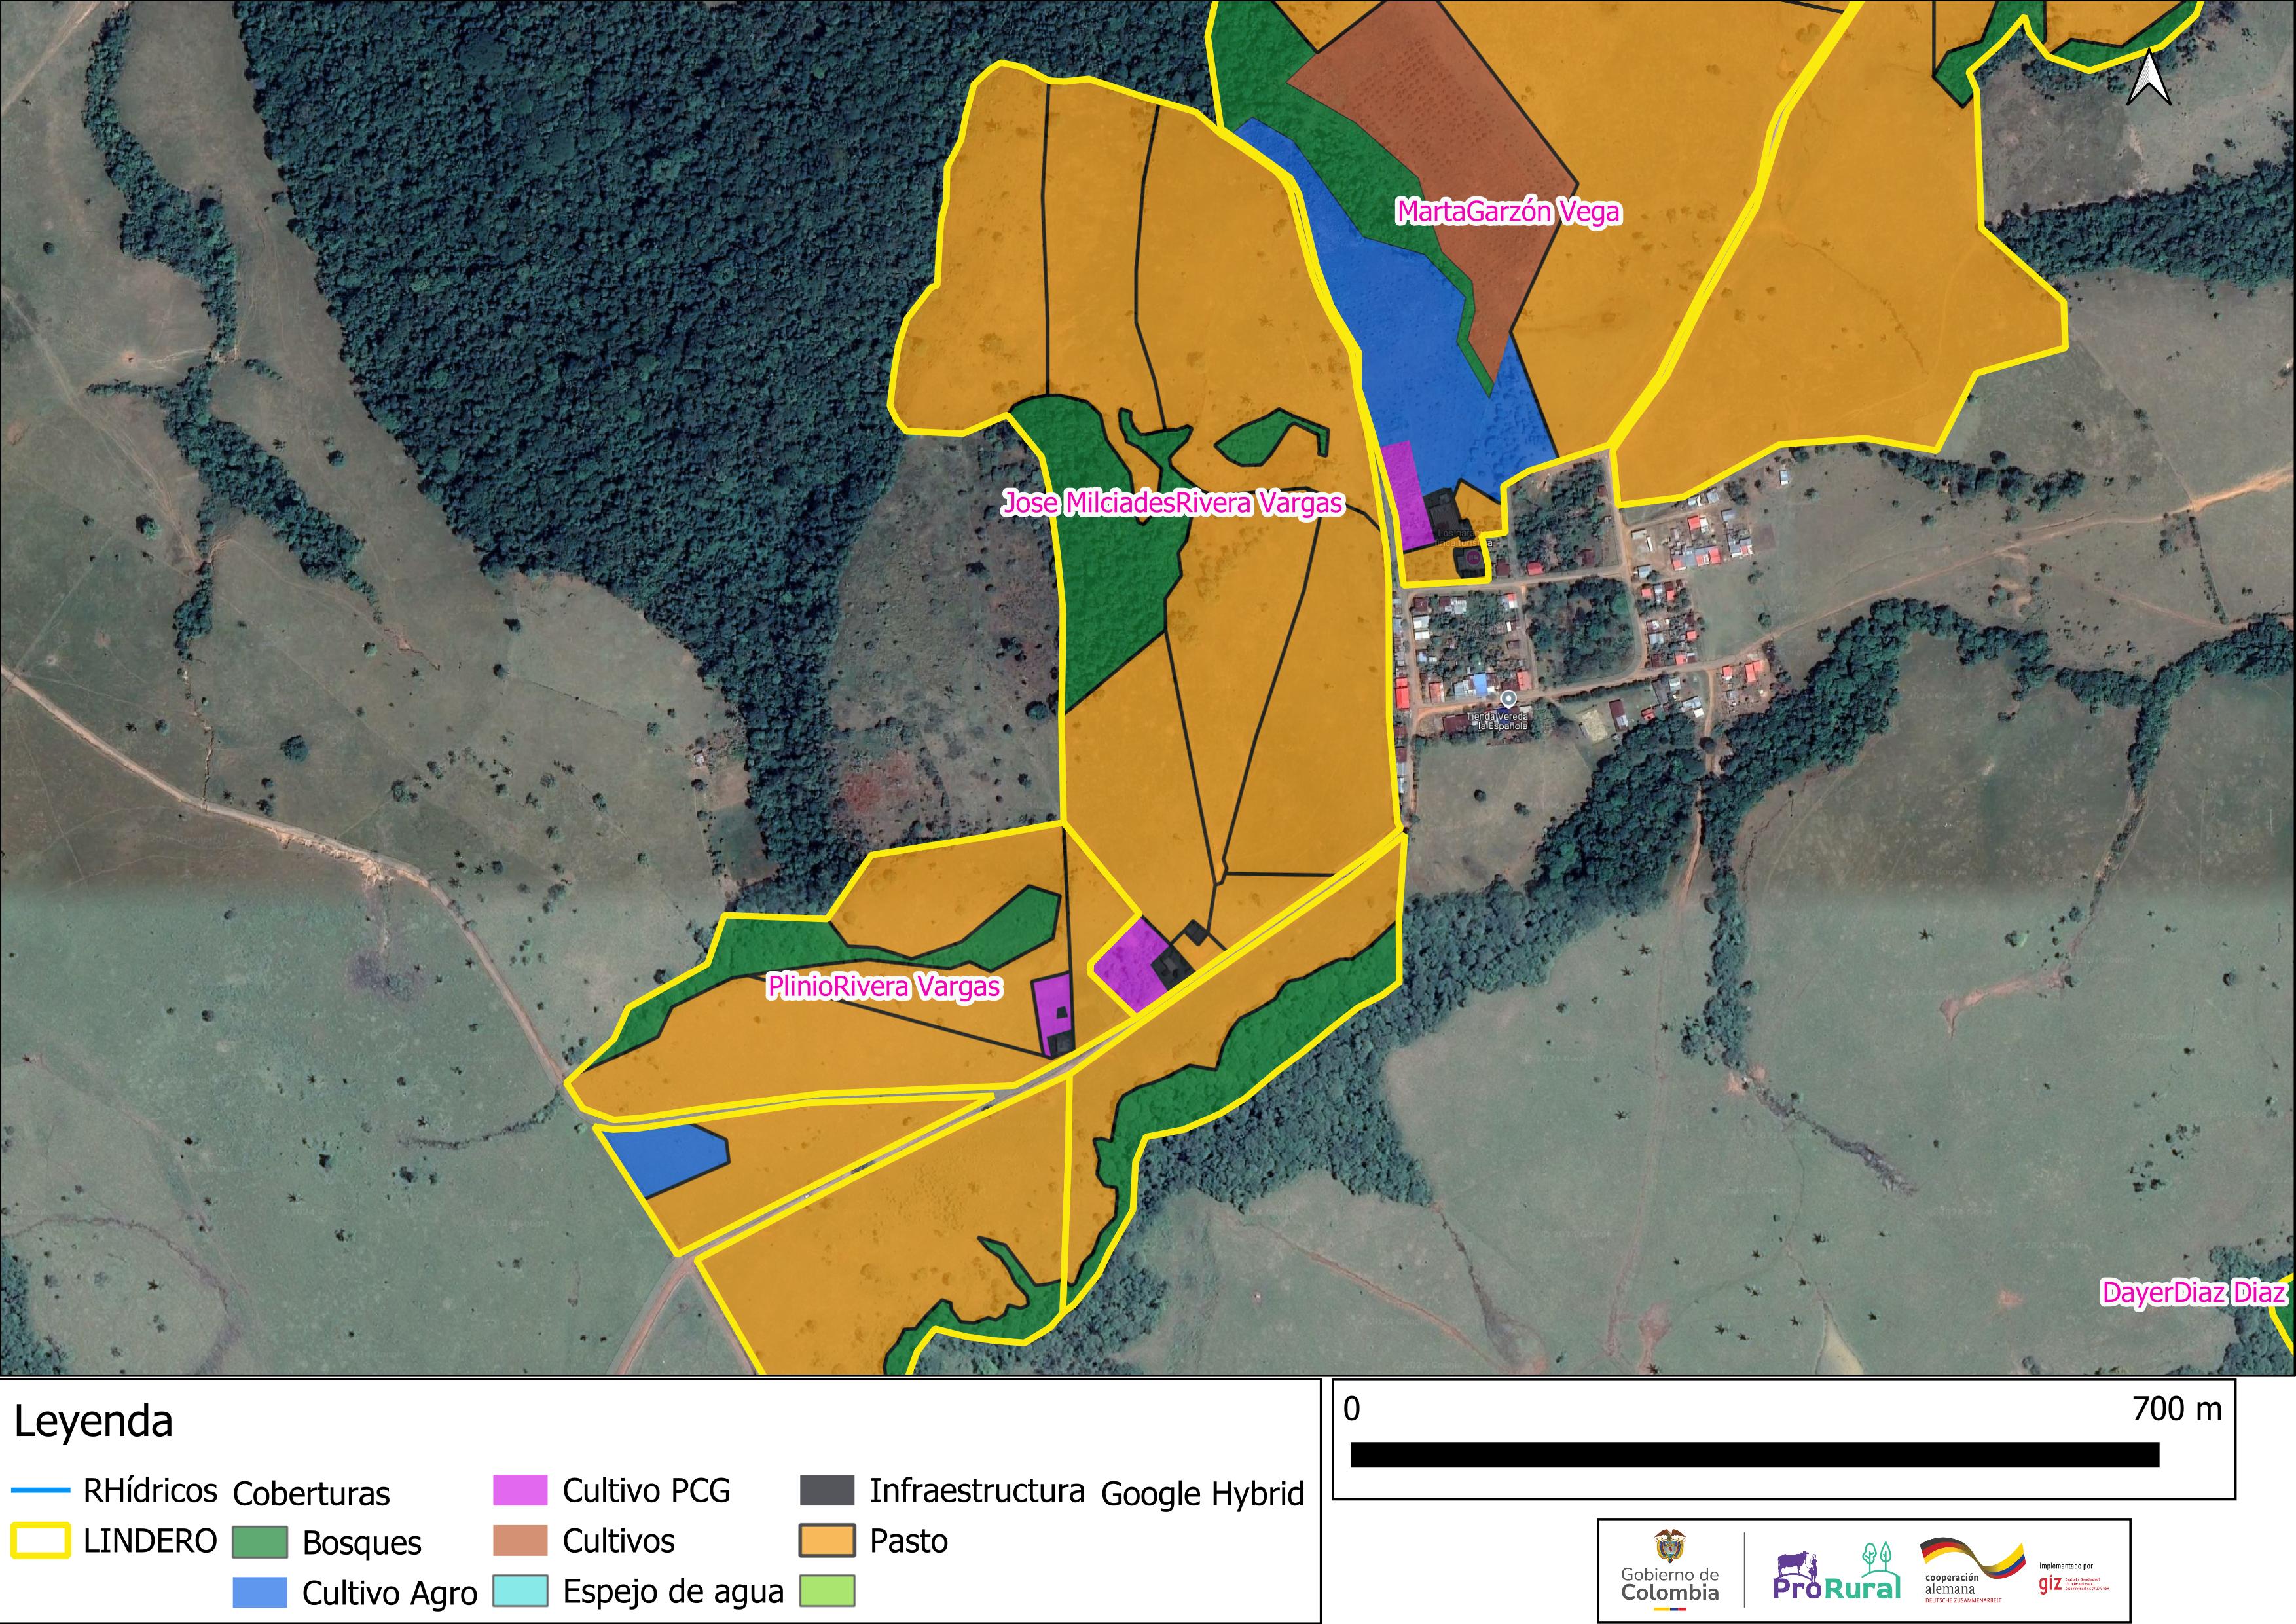 MartaGarzón Vega
Jose MilciadesRivera Vargas
Tienda Vereda
la Española
PlinioRivera Vargas
DayerDiaz Diaz
Leyenda
RHídricos
LINDERO
Coberturas
Bosques
Cultivo Agro
Cultivo PCG
Cultivos
Espejo de agua
Infraestructura
Pasto
Google Hybrid
0
700 m
Gobierno de
Colombia
ProRural
cooperación
alemana
DEUTSCHE ZUSAMMENARBEIT
Implementado por
giz